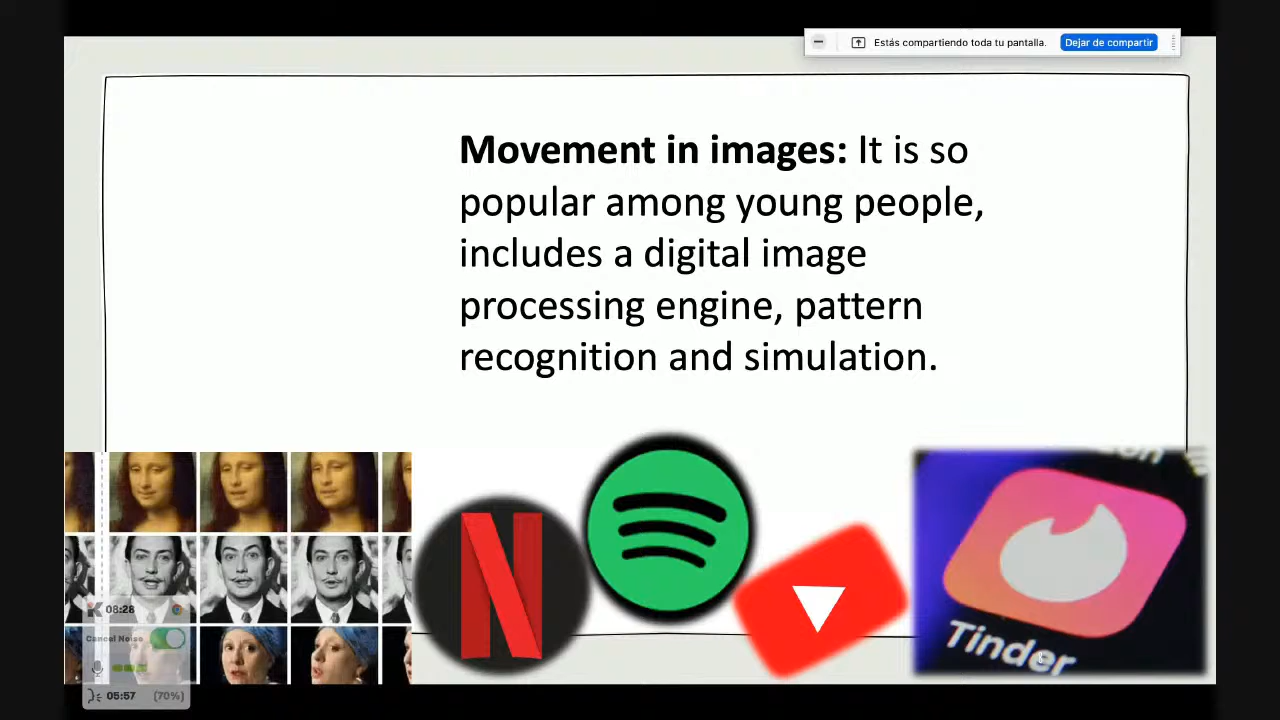 Estás compartiendo toda tu pantalla. Dejar de compartir
Movement in images: It is so
popular among young people,
includes a digital image
processing engine, pattern
recognition and simulation.
N
Tinder
08:28
Cancel Noise
05:57 (70%)